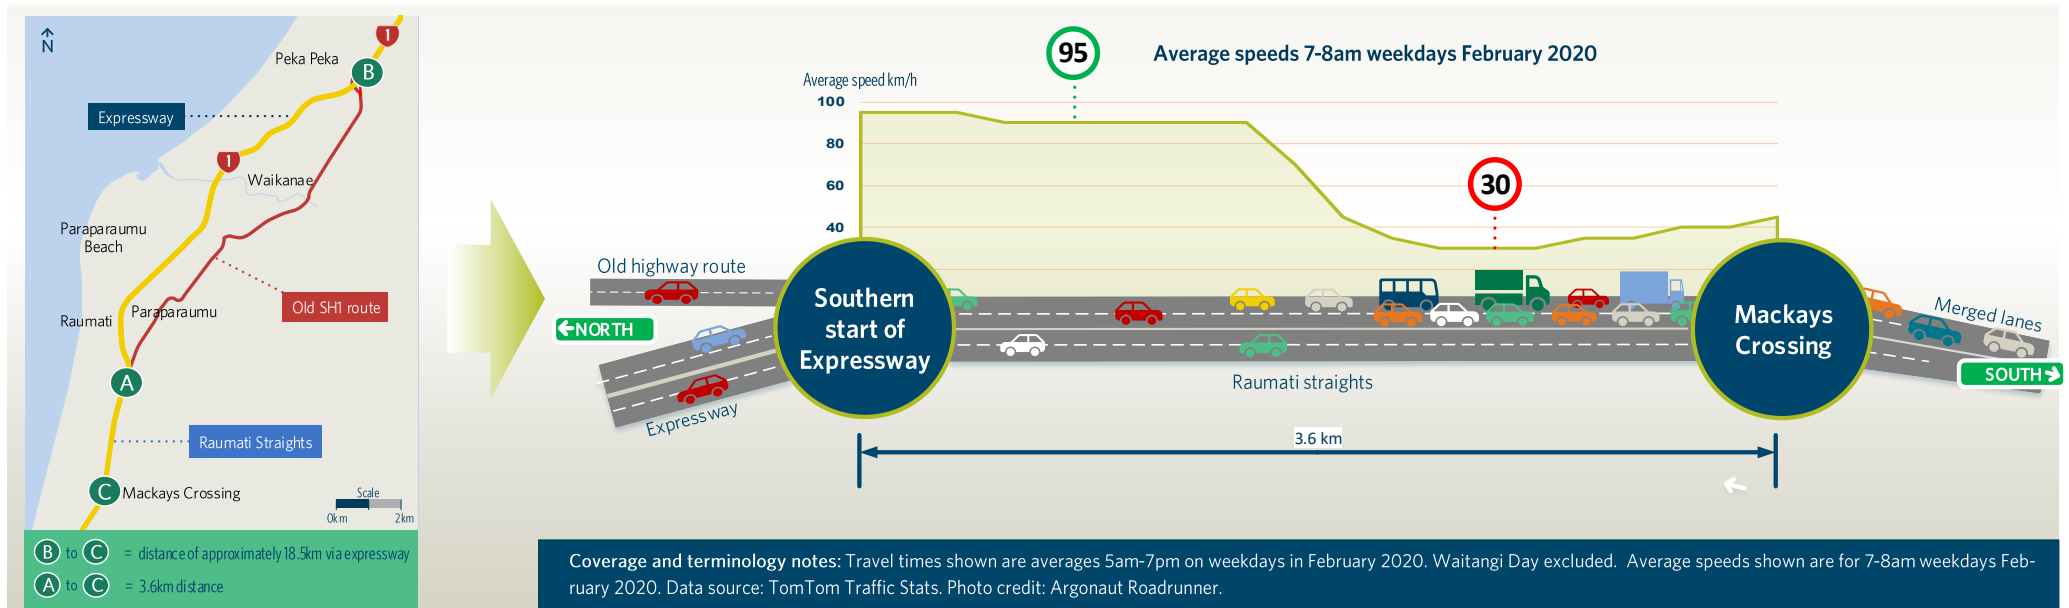 N
1
Peka Peka
B
Expressway
1
Waikanae
Paraparaumu
Beach
Old SH1 route
Raumati
Paraparaumu
A
Raumati Straights
C
Mackays Crossing
Scale
0km 2km
B to C = distance of approximately 18.5km via expressway
A to C = 3.6km distance
95
Average speeds 7-8am weekdays February 2020
Average speed km/h
100
80
60
40
30
Old highway route
NORTH
Expressway
Southern
start of
Expressway
Raumati straights
Mackays
Crossing
Merged lanes
SOUTH
3.6 km
Coverage and terminology notes: Travel times shown are averages 5am-7pm on weekdays in February 2020. Waitangi Day excluded. Average speeds shown are for 7-8am weekdays Feb-
ruary 2020. Data source: TomTom Traffic Stats. Photo credit: Argonaut Roadrunner.